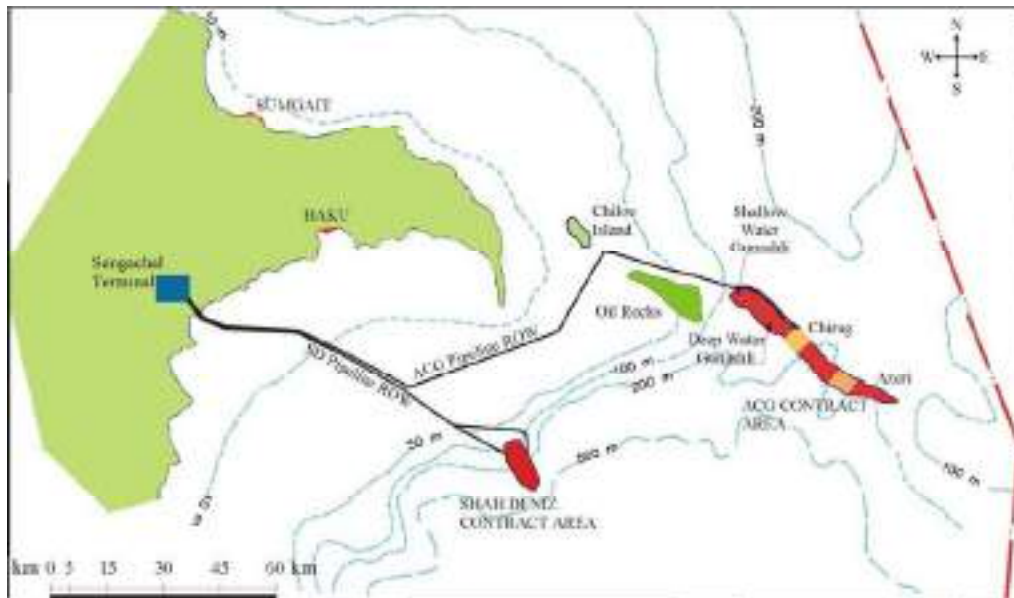 N
W E
S
SUMGAIT
200 m
BAKU
Chilov
Island
Shallow
Water
Gunashli
Sangachal
Terminal
Oil Rocks
Chirag
Deep Water
Gunashli
ACG Pipeline ROW
SD Pipeline ROW
100 m
200 m
Azeri
ACG CONTRACT
AREA
50 m
100 m
SHAH DENIZ
CONTRACT AREA
km 0 5 15 30 45 60 km